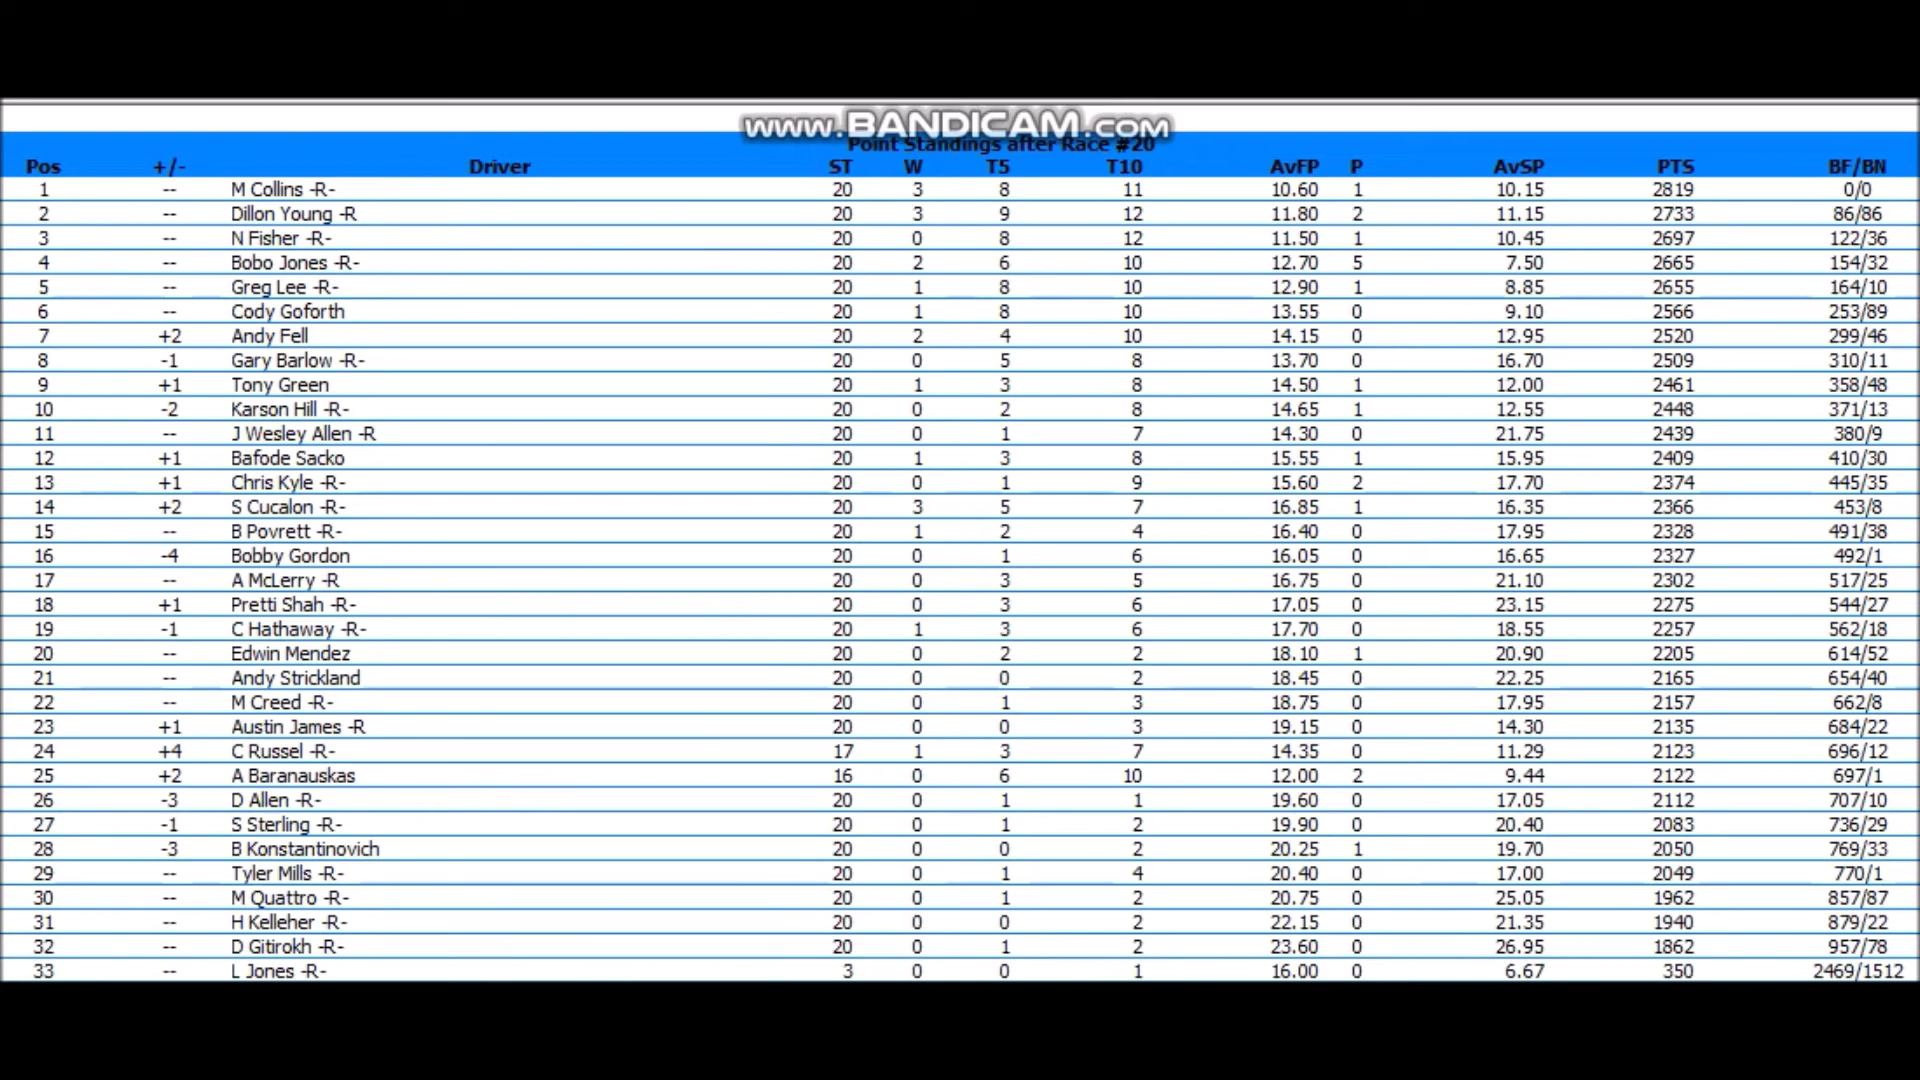 www.BANDICAM.com
Point Standings after Race #20
Pos +/- Driver ST W T5 T10 AvFP P AvSP PTS BF/BN
1 -- M Collins -R- 20 3 8 11 10.60 1 10.15 2819 0/0
2 -- Dillon Young -R 20 3 9 12 11.80 2 11.15 2733 86/86
3 -- N Fisher -R- 20 0 8 12 11.50 1 10.45 2697 122/36
4 -- Bobo Jones -R- 20 2 6 10 12.70 5 7.50 2665 154/32
5 -- Greg Lee -R- 20 1 8 10 12.90 1 8.85 2655 164/10
6 -- Cody Goforth 20 1 8 10 13.55 0 9.10 2566 253/89
7 +2 Andy Fell 20 2 4 10 14.15 0 12.95 2520 299/46
8 -1 Gary Barlow -R- 20 0 5 8 13.70 0 16.70 2509 310/11
9 +1 Tony Green 20 1 3 8 14.50 1 12.00 2461 358/48
10 -2 Karson Hill -R- 20 0 2 8 14.65 1 12.55 2448 371/13
11 -- J Wesley Allen -R 20 0 1 7 14.30 0 21.75 2439 380/9
12 +1 Bafode Sacko 20 1 3 8 15.55 1 15.95 2409 410/30
13 +1 Chris Kyle -R- 20 0 1 9 15.60 2 17.70 2374 445/35
14 +2 S Cucalon -R- 20 3 5 7 16.85 1 16.35 2366 453/8
15 -- B Povrett -R- 20 1 2 4 16.40 0 17.95 2328 491/38
16 -4 Bobby Gordon 20 0 1 6 16.05 0 16.65 2327 492/1
17 -- A McLerry -R 20 0 3 5 16.75 0 21.10 2302 517/25
18 +1 Pretti Shah -R- 20 0 3 6 17.05 0 23.15 2275 544/27
19 -1 C Hathaway -R- 20 1 3 6 17.70 0 18.55 2257 562/18
20 -- Edwin Mendez 20 0 2 2 18.10 1 20.90 2205 614/52
21 -- Andy Strickland 20 0 0 2 18.45 0 22.25 2165 654/40
22 -- M Creed -R- 20 0 1 3 18.75 0 17.95 2157 662/8
23 +1 Austin James -R 20 0 0 3 19.15 0 14.30 2135 684/22
24 +4 C Russel -R- 17 1 3 7 14.35 0 11.29 2123 696/12
25 +2 A Baranauskas 16 0 6 10 12.00 2 9.44 2122 697/1
26 -3 D Allen -R- 20 0 1 1 19.60 0 17.05 2112 707/10
27 -1 S Sterling -R- 20 0 1 2 19.90 0 20.40 2083 736/29
28 -3 B Konstantinovich 20 0 0 2 20.25 1 19.70 2050 769/33
29 -- Tyler Mills -R- 20 0 1 4 20.40 0 17.00 2049 770/1
30 -- M Quattro -R- 20 0 1 2 20.75 0 25.05 1962 857/87
31 -- H Kelleher -R- 20 0 0 2 22.15 0 21.35 1940 879/22
32 -- D Gitirokh -R- 20 0 1 2 23.60 0 26.95 1862 957/78
33 -- L Jones -R- 3 0 0 1 16.00 0 6.67 350 2469/1512